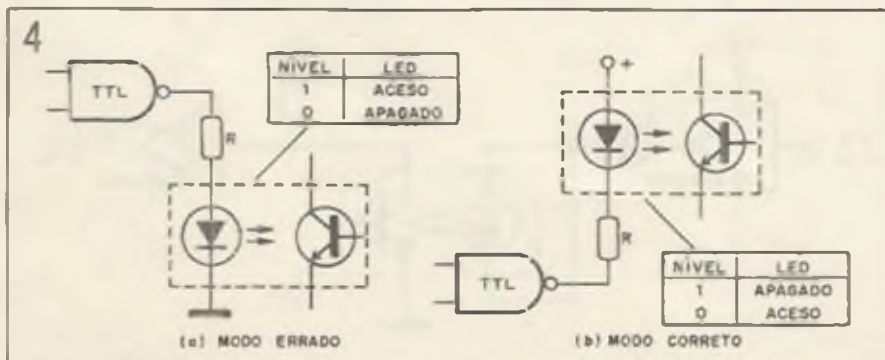 4
TTL
R
NÍVEL LED
1 ACESO
0 APAGADO
(a) MODO ERRADO
+
R
TTL
NÍVEL LED
1 APAGADO
0 ACESO
(b) MODO CORRETO